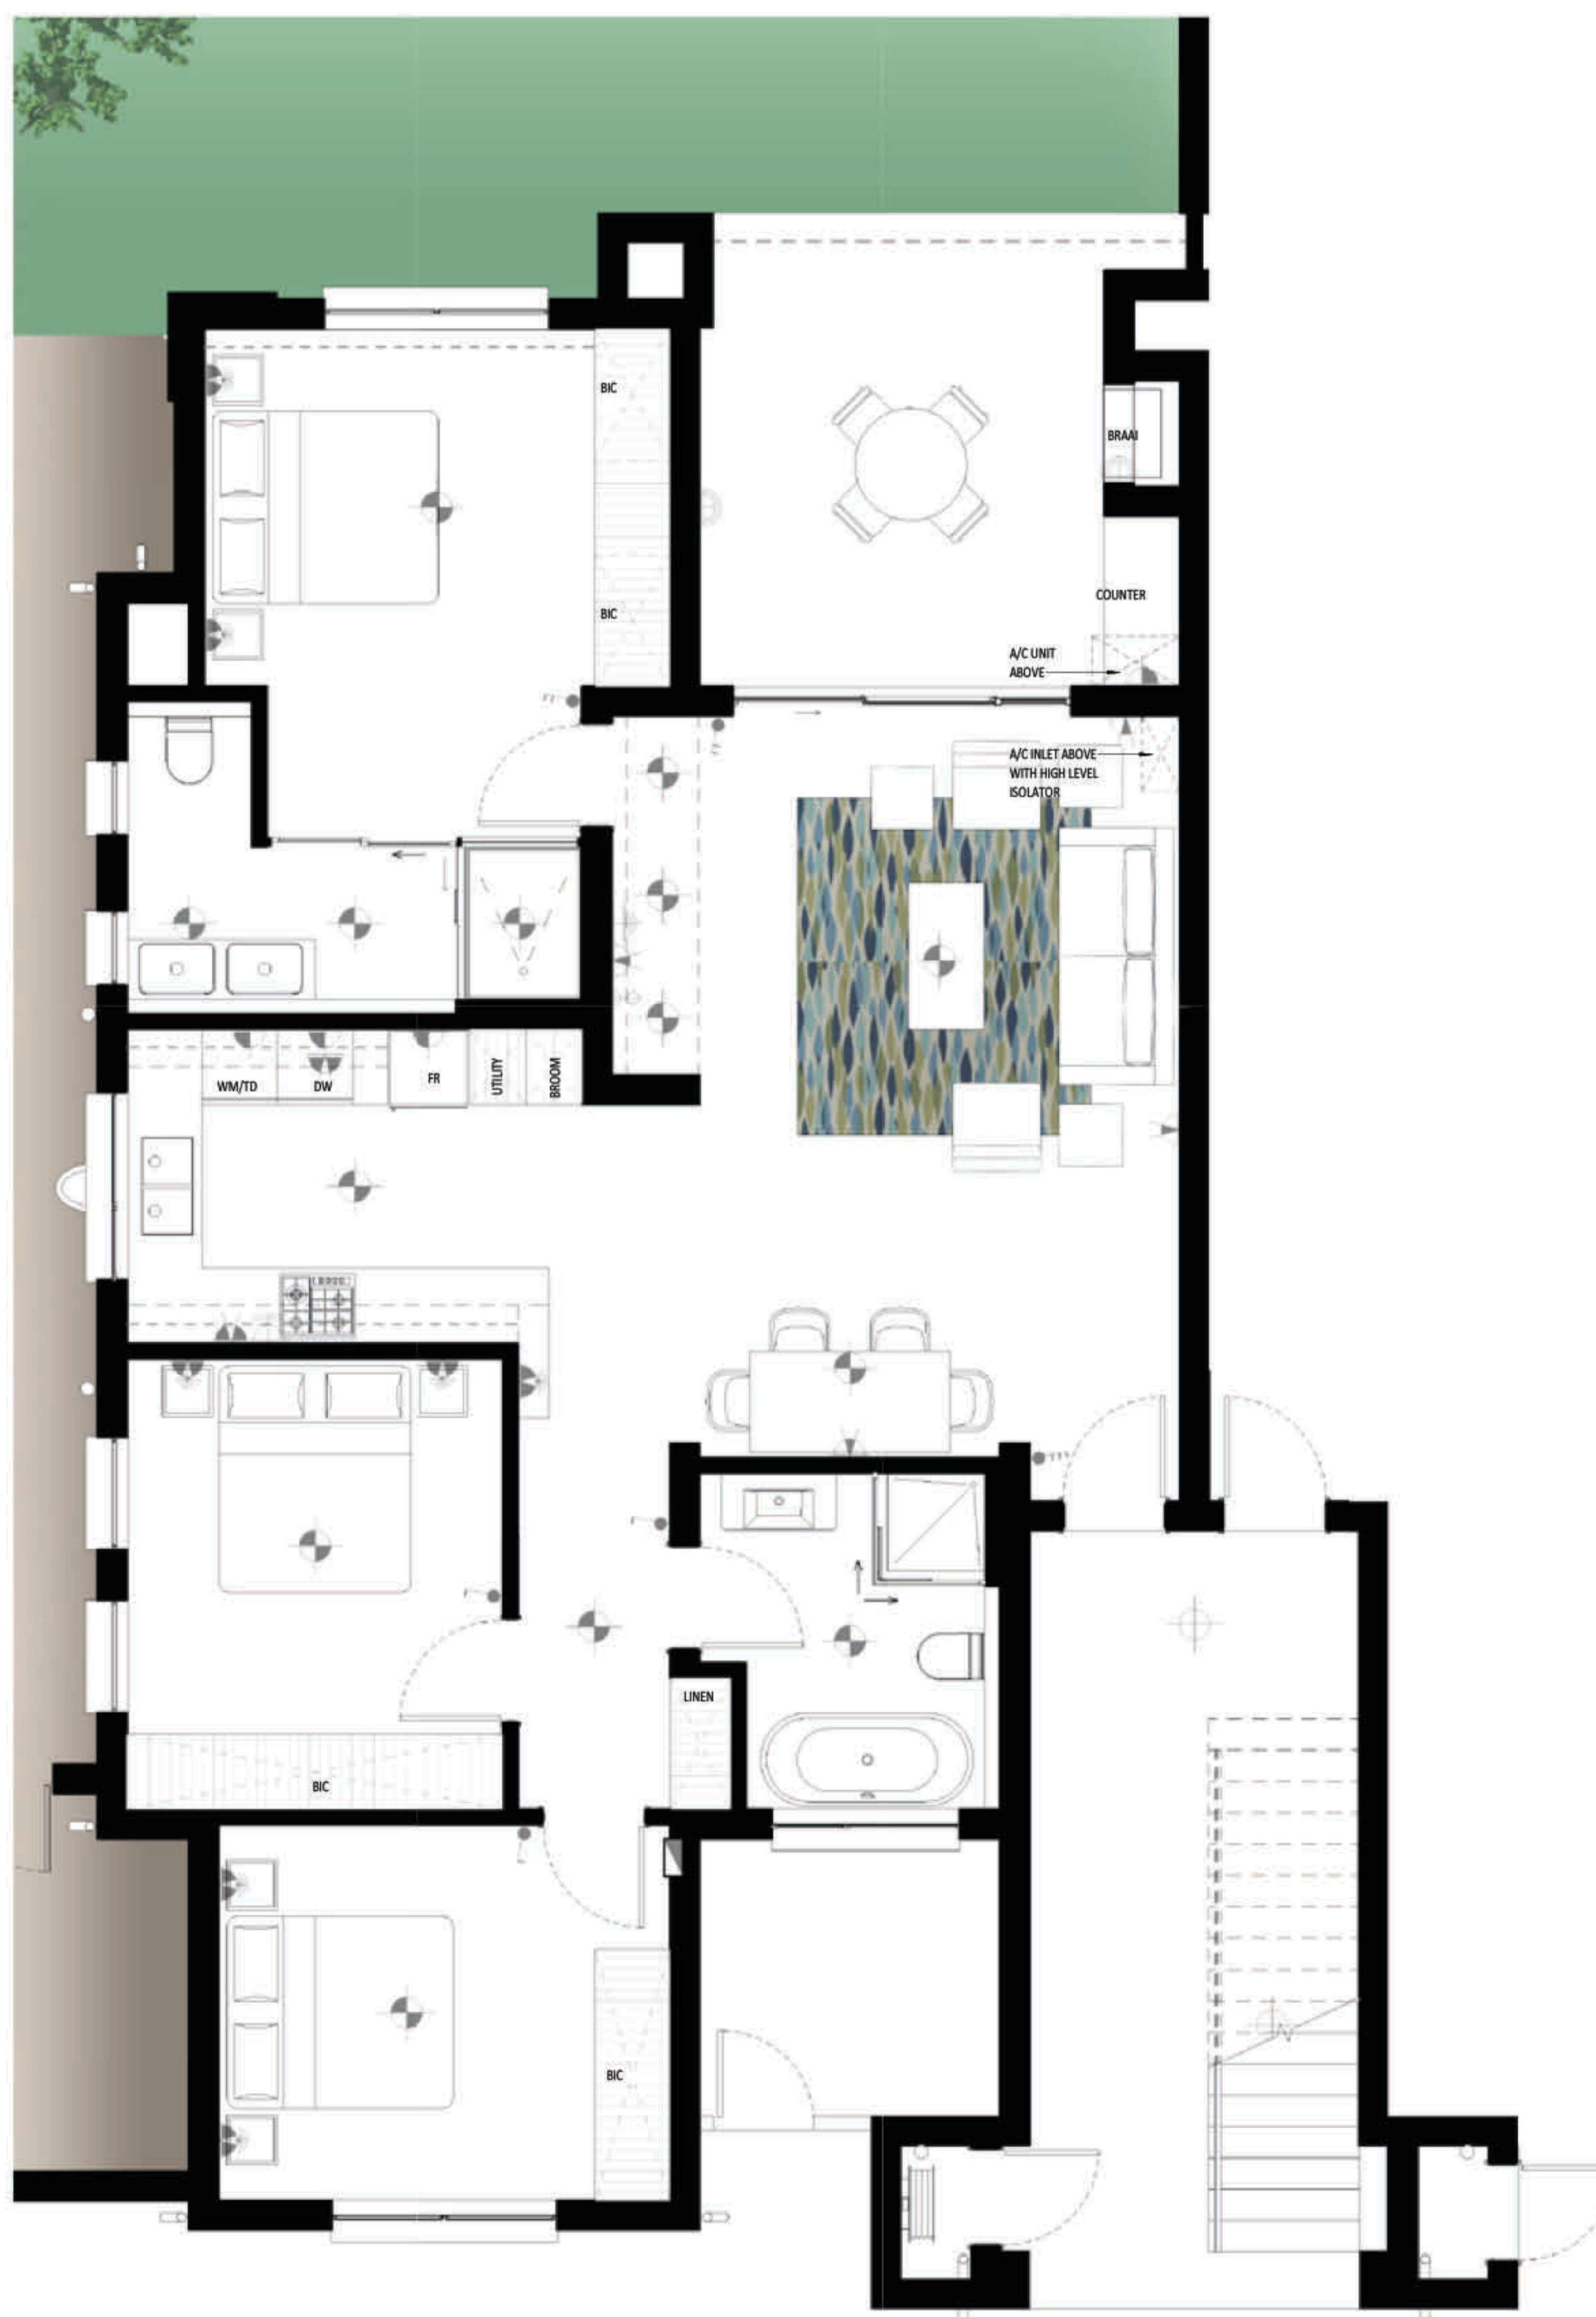 BIC
BRAAI
BIC
COUNTER
A/C UNIT
ABOVE
A/C INLET ABOVE
WITH HIGH LEVEL
ISOLATOR
WM/TD
DW
FR
UTILITY
BROOM
LINEN
BIC
BIC